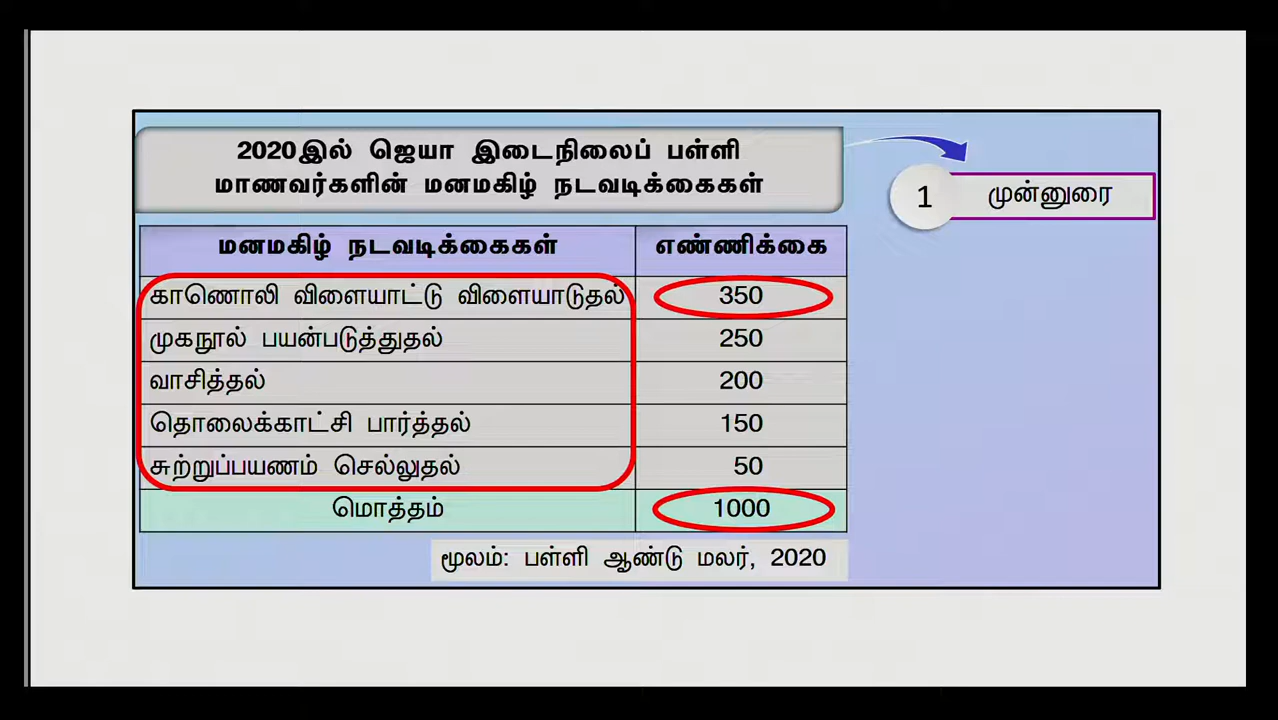 2020இல் ஜெயா இடைநிலைப் பள்ளி
மாணவர்களின் மனமகிழ் நடவடிக்கைகள்
1 முன்னுரை
மனமகிழ் நடவடிக்கைகள் எண்ணிக்கை
காணொலி விளையாட்டு விளையாடுதல் 350
முகநூல் பயன்படுத்துதல் 250
வாசித்தல் 200
தொலைக்காட்சி பார்த்தல் 150
சுற்றுப்பயணம் செல்லுதல் 50
மொத்தம் 1000
மூலம்: பள்ளி ஆண்டு மலர், 2020